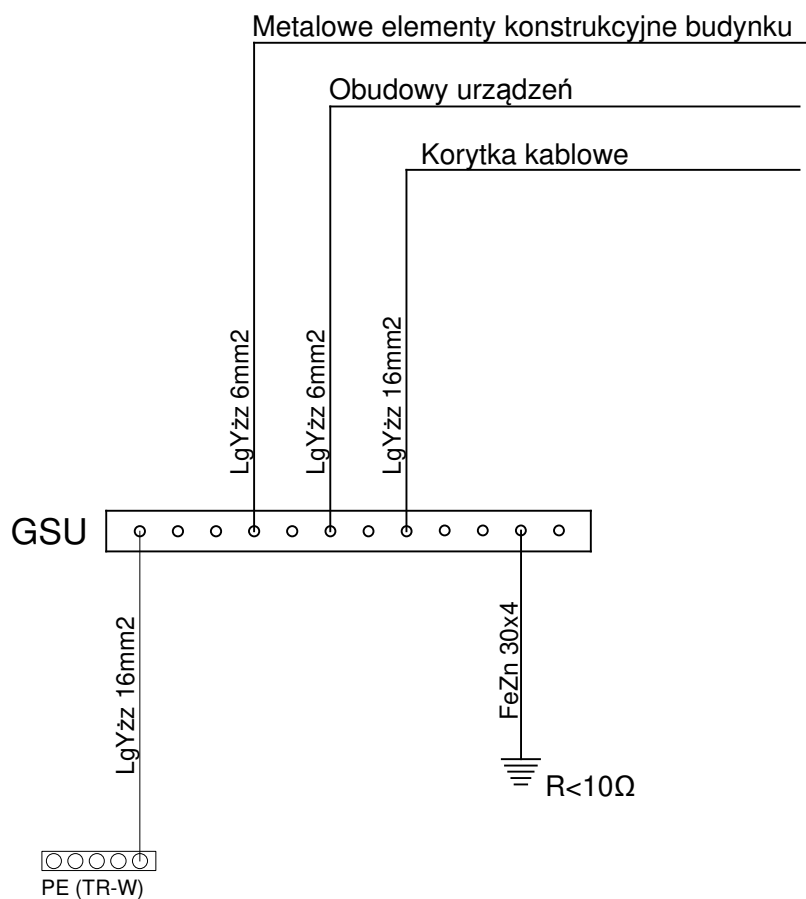 Metalowe elementy konstrukcyjne budynku
Obudowy urządzeń
Korytka kablowe
LgYżz 6mm2
LgYżz 6mm2
LgYżz 16mm2
GSU
LgYżz 16mm2
FeZn 30x4
R<10Ω
PE (TR-W)